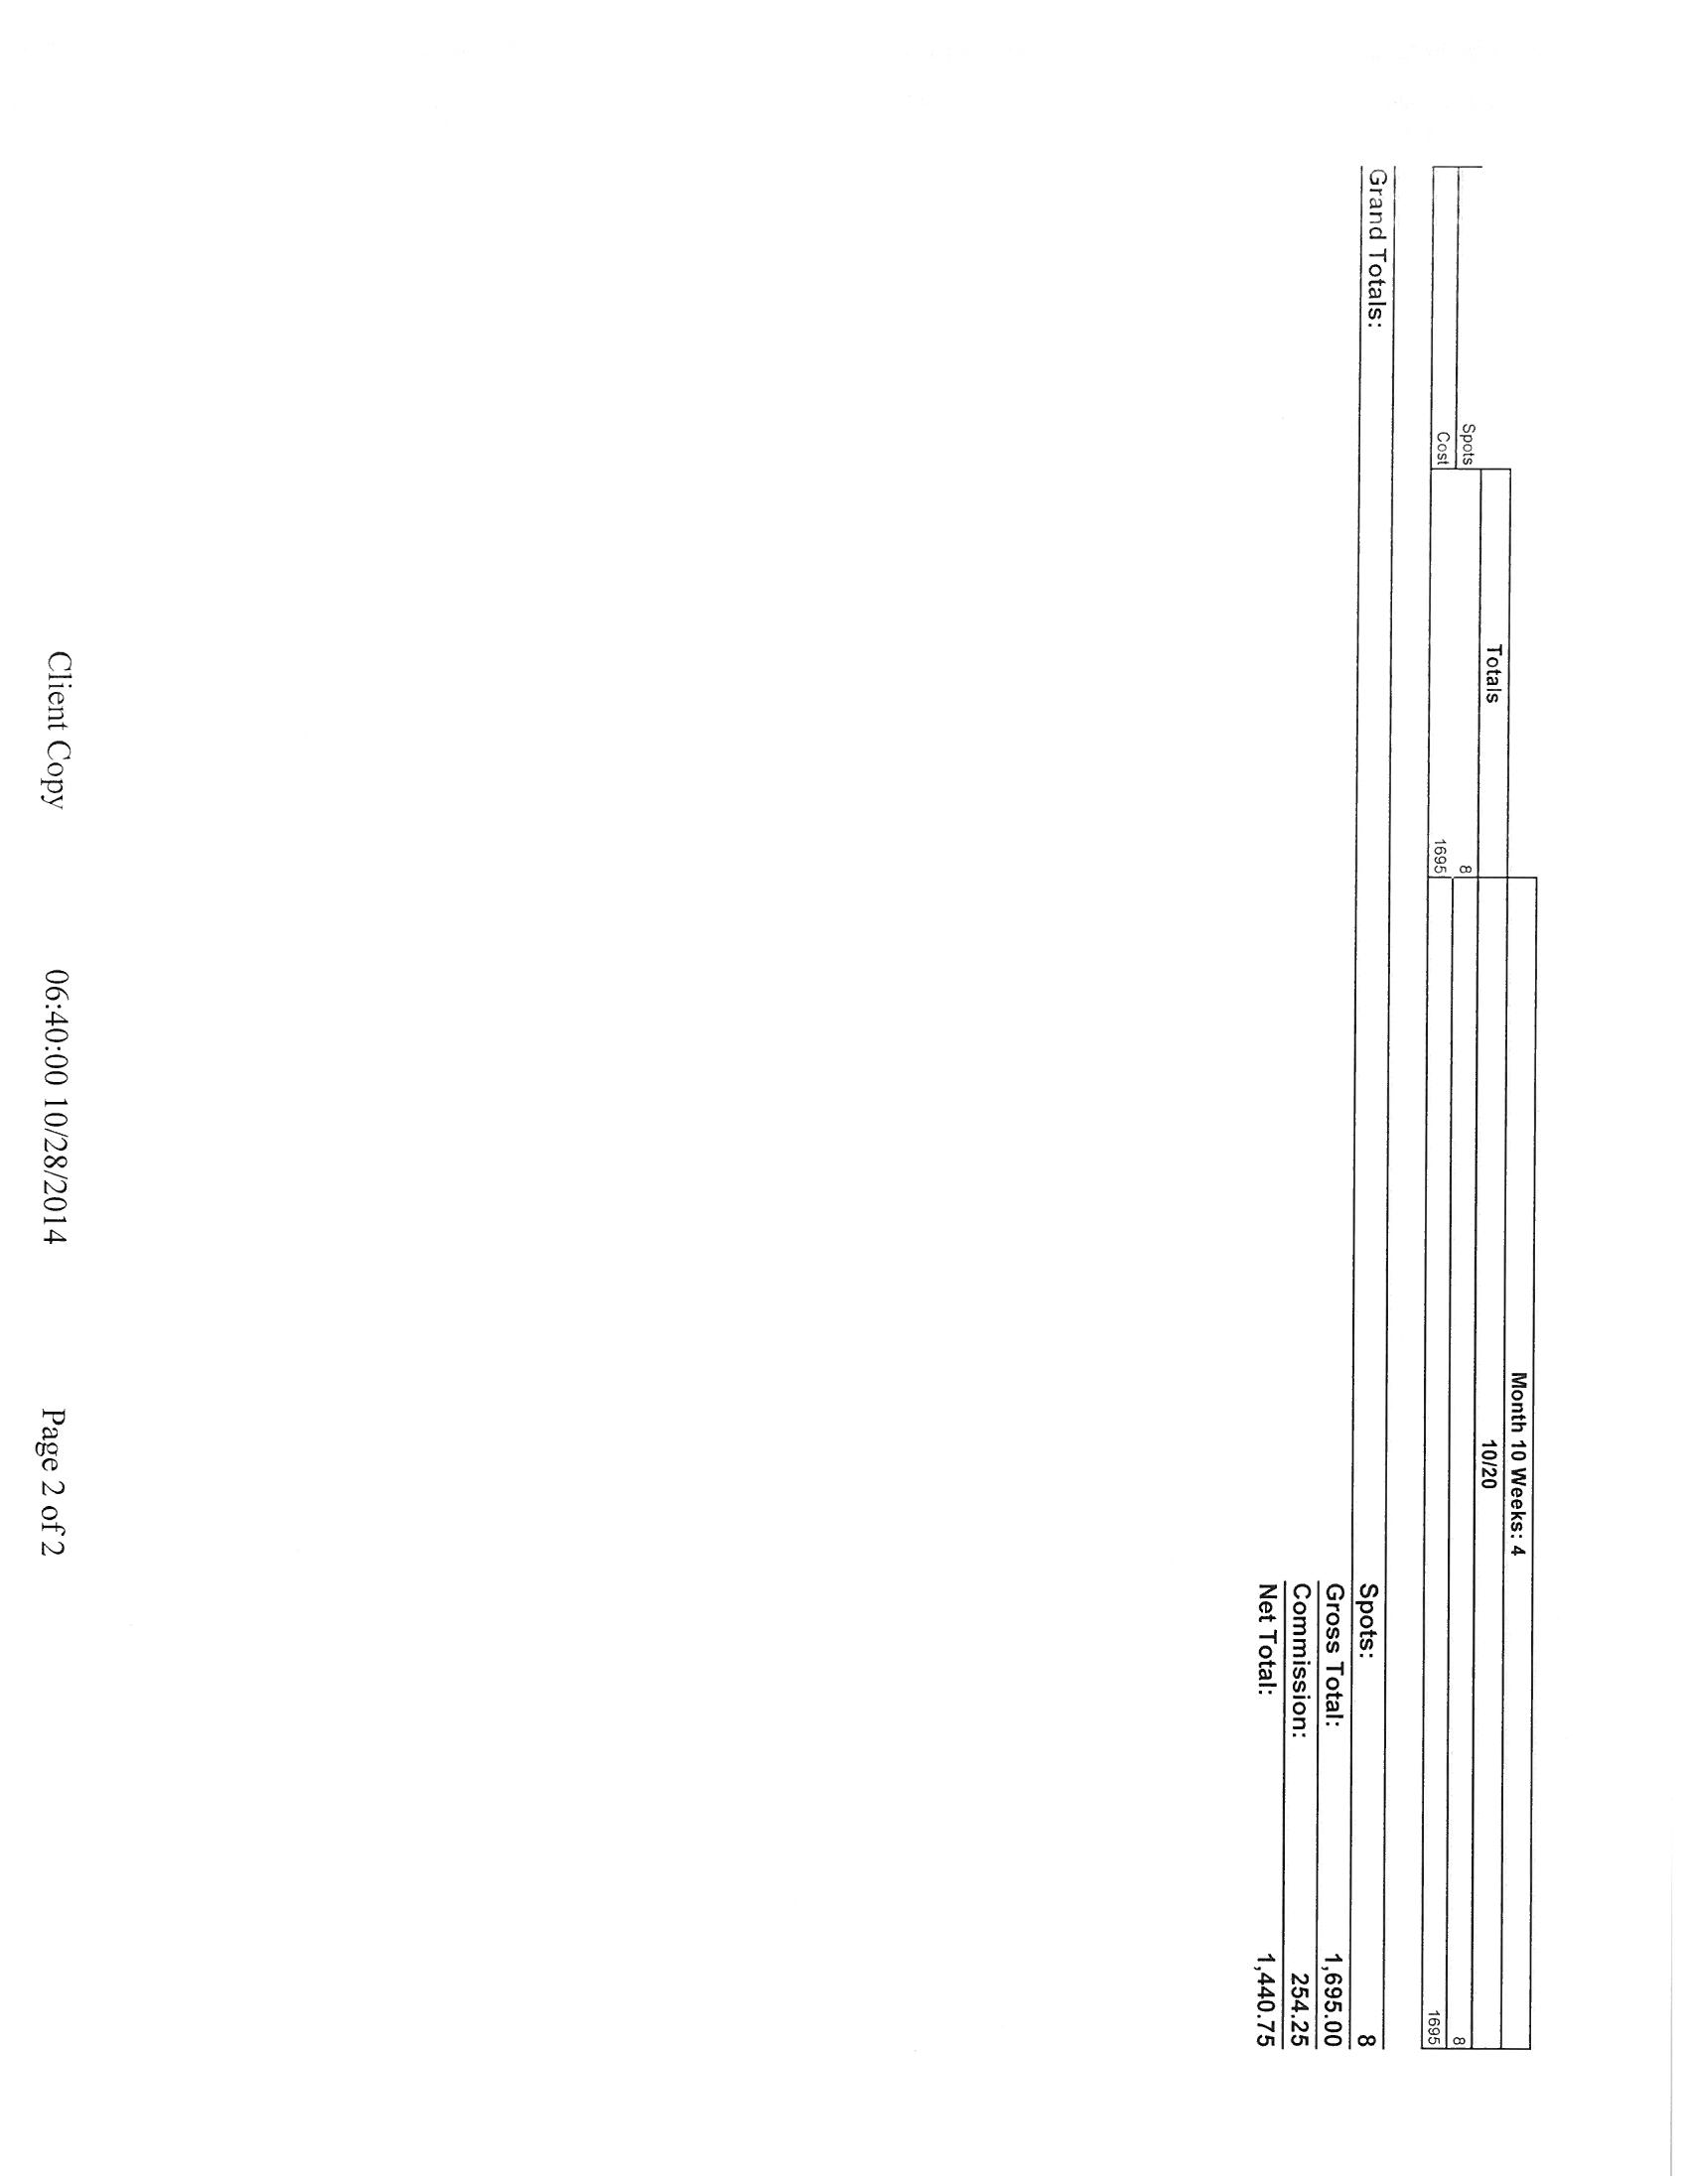 Month 10 Weeks: 4
Totals 10/20
Spots 8 8
Cost 1695 1695
Grand Totals: Spots: 8
Gross Total: 1,695.00
Commission: 254.25
Net Total: 1,440.75
Client Copy 06:40:00 10/28/2014 Page 2 of 2